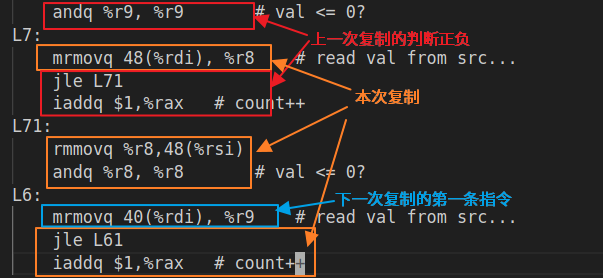 andq %r9, %r9 # val <= 0?
L7: 上一次复制的判断正负
mrmovq 48(%rdi), %r8 # read val from src...
jle L71
iaddq $1,%rax # count++ 本次复制
L71:
rmmovq %r8,48(%rsi)
andq %r8, %r8 # val <= 0?
L6: 下一次复制的第一条指令
mrmovq 40(%rdi), %r9 # read val from src...
jle L61
iaddq $1,%rax # count++